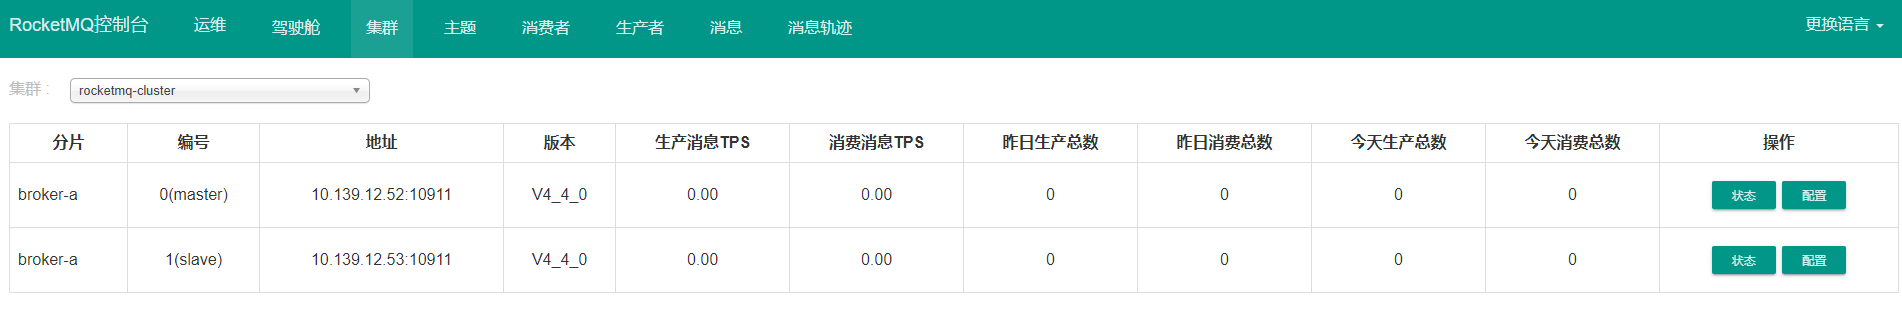 RocketMQ控制台 运维 驾驶舱 集群 主题 消费者 生产者 消息 消息轨迹 更换语言
集群 : rocketmq-cluster
分片 编号 地址 版本 生产消息TPS 消费消息TPS 昨日生产总数 昨日消费总数 今天生产总数 今天消费总数 操作
broker-a 0(master) 10.139.12.52:10911 V4_4_0 0.00 0.00 0 0 0 0 状态 配置
broker-a 1(slave) 10.139.12.53:10911 V4_4_0 0.00 0.00 0 0 0 0 状态 配置